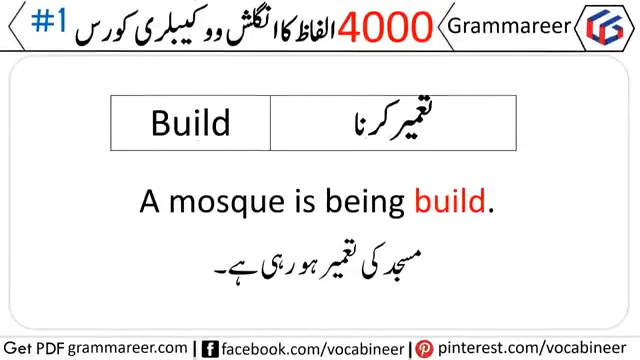 #1 4000 الفاظ کا انگلش ووکیبلری کورس Grammareer
Build تعمیر کرنا
A mosque is being build.
مسجد کی تعمیر ہو رہی ہے۔
Get PDF grammareer.com | facebook.com/vocabineer | pinterest.com/vocabineer